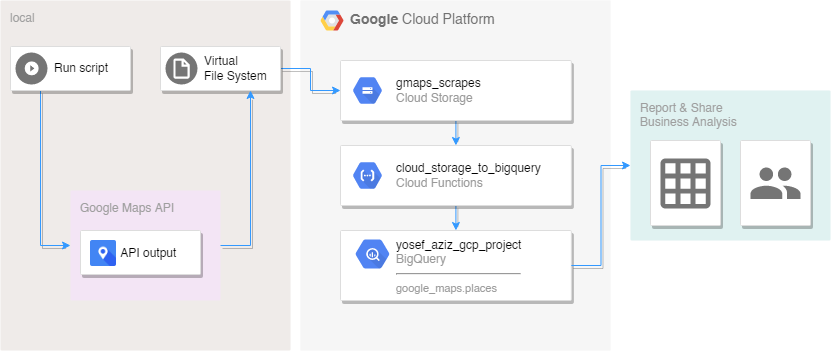 local
Run script
Virtual
File System
Google Maps API
API output
Google Cloud Platform
gmaps_scrapes
Cloud Storage
cloud_storage_to_bigquery
Cloud Functions
yosef_aziz_gcp_project
BigQuery
google_maps.places
Report & Share
Business Analysis